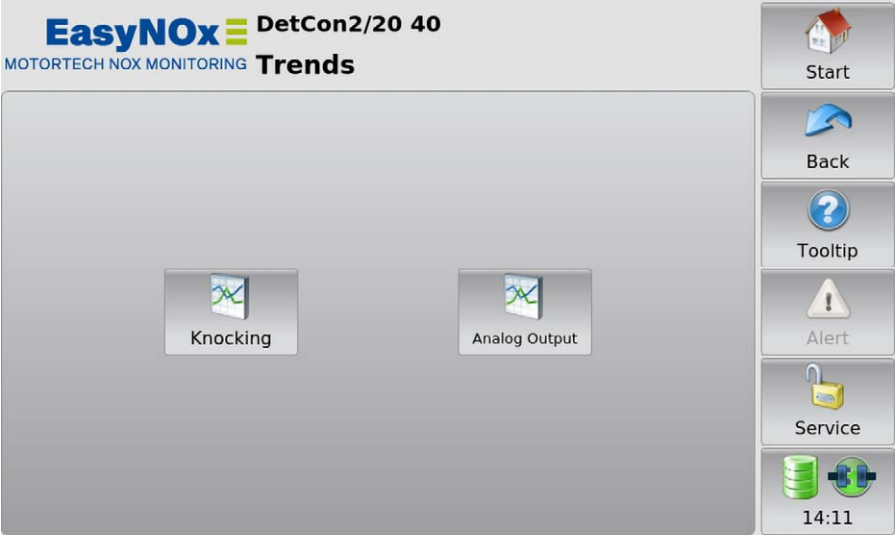 EasyNOx DetCon2/20 40
MOTORTECH NOX MONITORING Trends
Start
Back
Tooltip
Knocking
Analog Output
Alert
Service
14:11